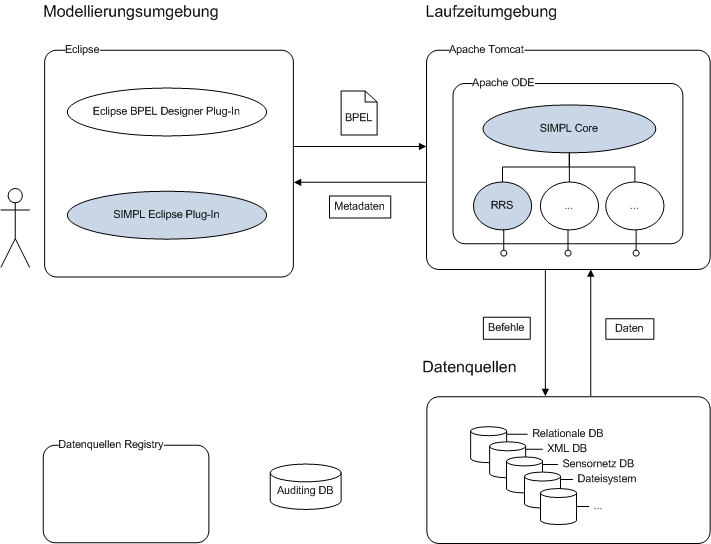 Modellierungsumgebung
Laufzeitumgebung
Eclipse
Apache Tomcat
Apache ODE
Eclipse BPEL Designer Plug-In
BPEL
SIMPL Core
SIMPL Eclipse Plug-In
Metadaten
RRS
...
...
Befehle
Daten
Datenquellen
Relationale DB
XML DB
Sensornetz DB
Dateisystem
...
Datenquellen Registry
Auditing DB